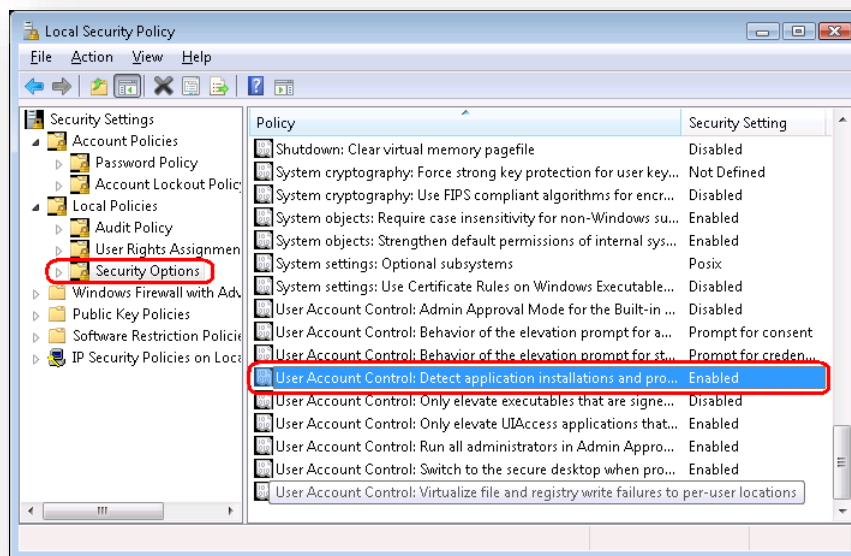 Local Security Policy
File Action View Help
Security Settings
Account Policies
Password Policy
Account Lockout Polic
Local Policies
Audit Policy
User Rights Assignmen
Security Options
Windows Firewall with Adv
Public Key Policies
Software Restriction Policie
IP Security Policies on Loca
Policy Security Setting
Shutdown: Clear virtual memory pagefile Disabled
System cryptography: Force strong key protection for user key... Not Defined
System cryptography: Use FIPS compliant algorithms for encr... Disabled
System objects: Require case insensitivity for non-Windows su... Enabled
System objects: Strengthen default permissions of internal sys... Enabled
System settings: Optional subsystems Posix
System settings: Use Certificate Rules on Windows Executable... Disabled
User Account Control: Admin Approval Mode for the Built-in ... Disabled
User Account Control: Behavior of the elevation prompt for a... Prompt for consent
User Account Control: Behavior of the elevation prompt for st... Prompt for creden...
User Account Control: Detect application installations and pro... Enabled
User Account Control: Only elevate executables that are signe... Disabled
User Account Control: Only elevate UIAccess applications that... Enabled
User Account Control: Run all administrators in Admin Appro... Enabled
User Account Control: Switch to the secure desktop when pro... Enabled
User Account Control: Virtualize file and registry write failures to per-user locations